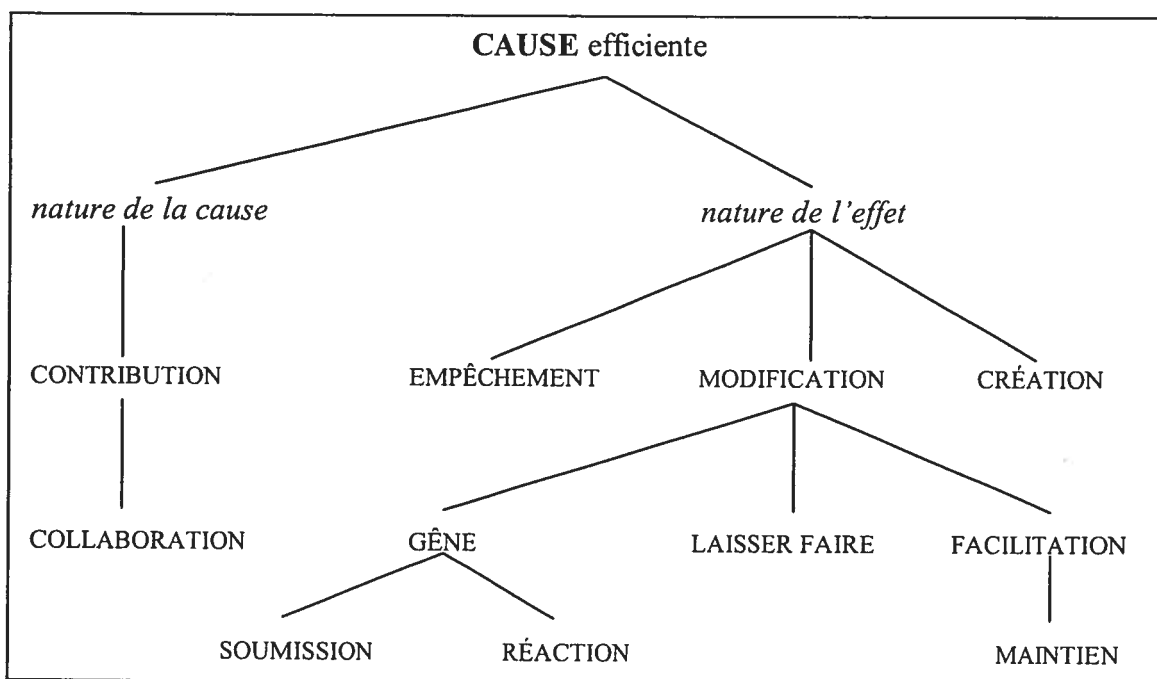 CAUSE efficiente
nature de la cause nature de l'effet
CONTRIBUTION EMPÊCHEMENT MODIFICATION CRÉATION
COLLABORATION GÊNE LAISSER FAIRE FACILITATION
SOUMISSION RÉACTION MAINTIEN